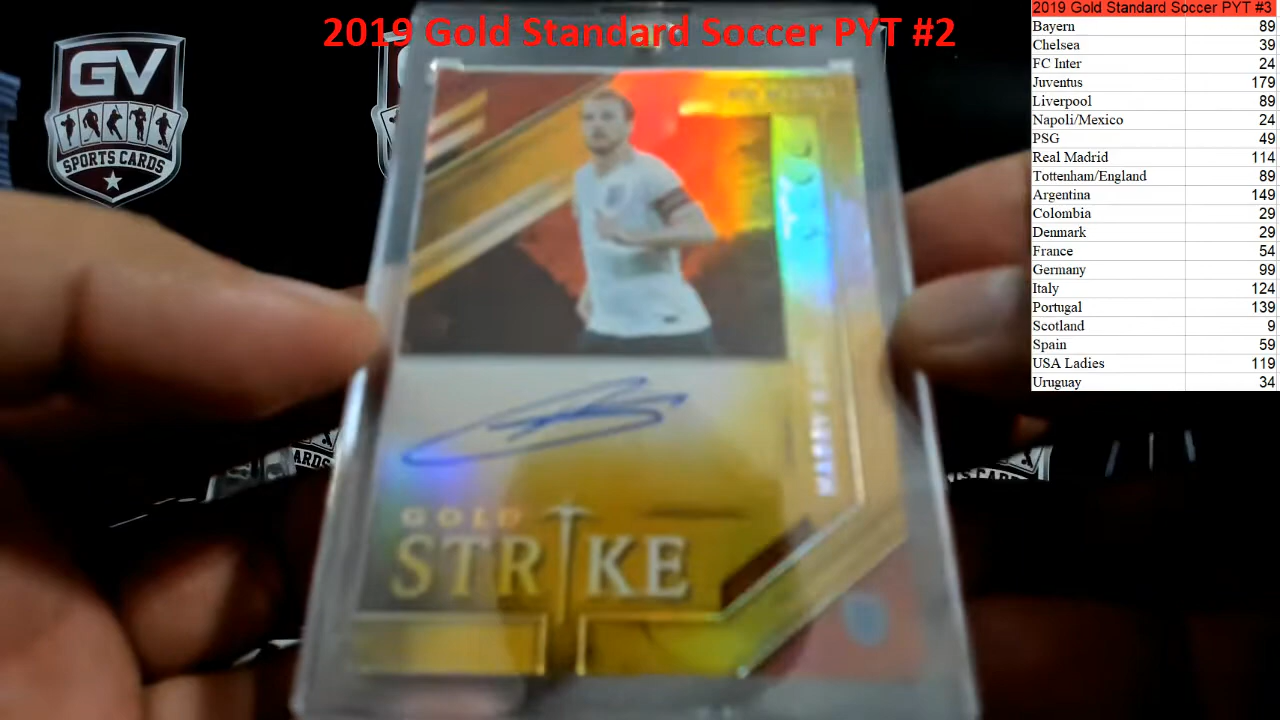 2019 Gold Standard Soccer PYT #2
GV
SPORTS CARDS
GOLD
STRIKE
HARRY
CARDS
2019 Gold Standard Soccer PYT #3
Bayern 89
Chelsea 39
FC Inter 24
Juventus 179
Liverpool 89
Napoli/Mexico 24
PSG 49
Real Madrid 114
Tottenham/England 89
Argentina 149
Colombia 29
Denmark 29
France 54
Germany 99
Italy 124
Portugal 139
Scotland 9
Spain 59
USA Ladies 119
Uruguay 34